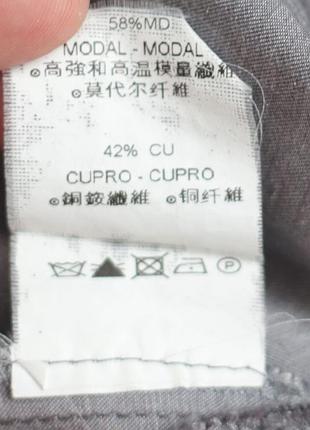 58%MD
MODAL - MODAL
⦿高強和高温模量纖維
⦿莫代尔纤維
42% CU
CUPRO - CUPRO
⦿銅銨纖維 ⦿铜纤維
P